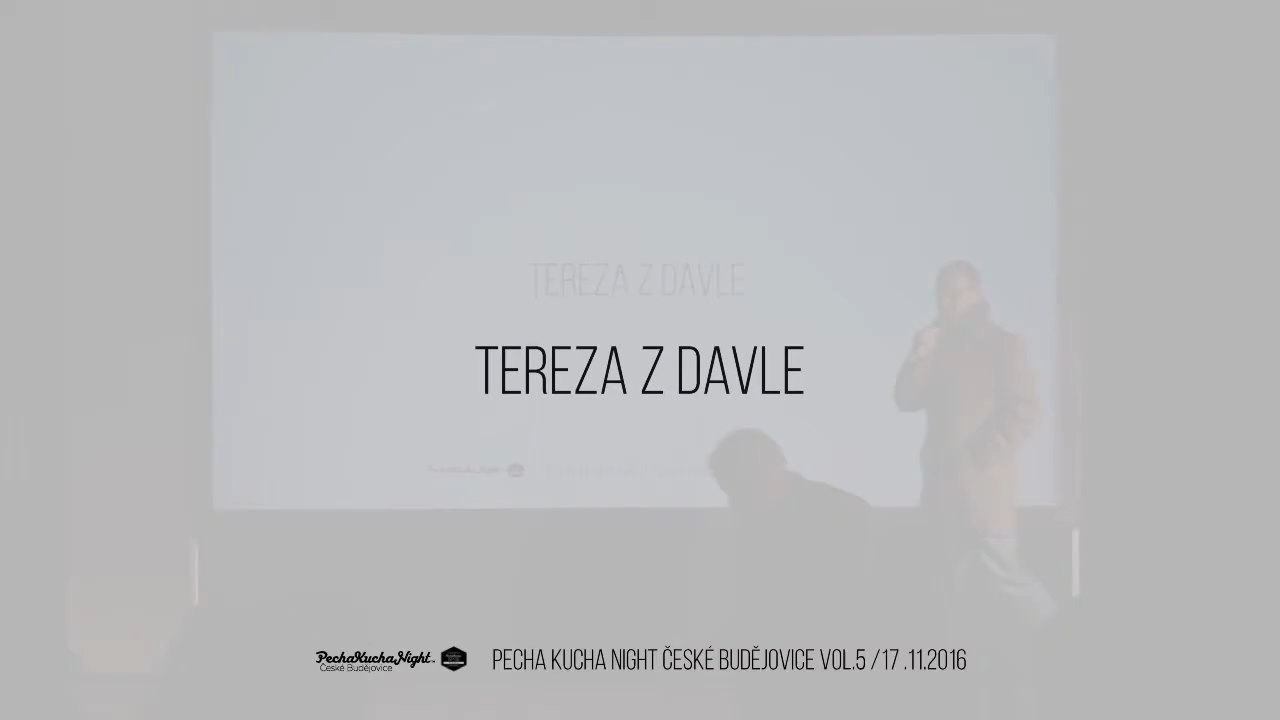 TEREZA Z DAVLE
TEREZA Z DAVLE
PechaKuchaNight
České Budějovice
PECHA KUCHA NIGHT ČESKÉ BUDĚJOVICE VOL.5 /17 .11.2016